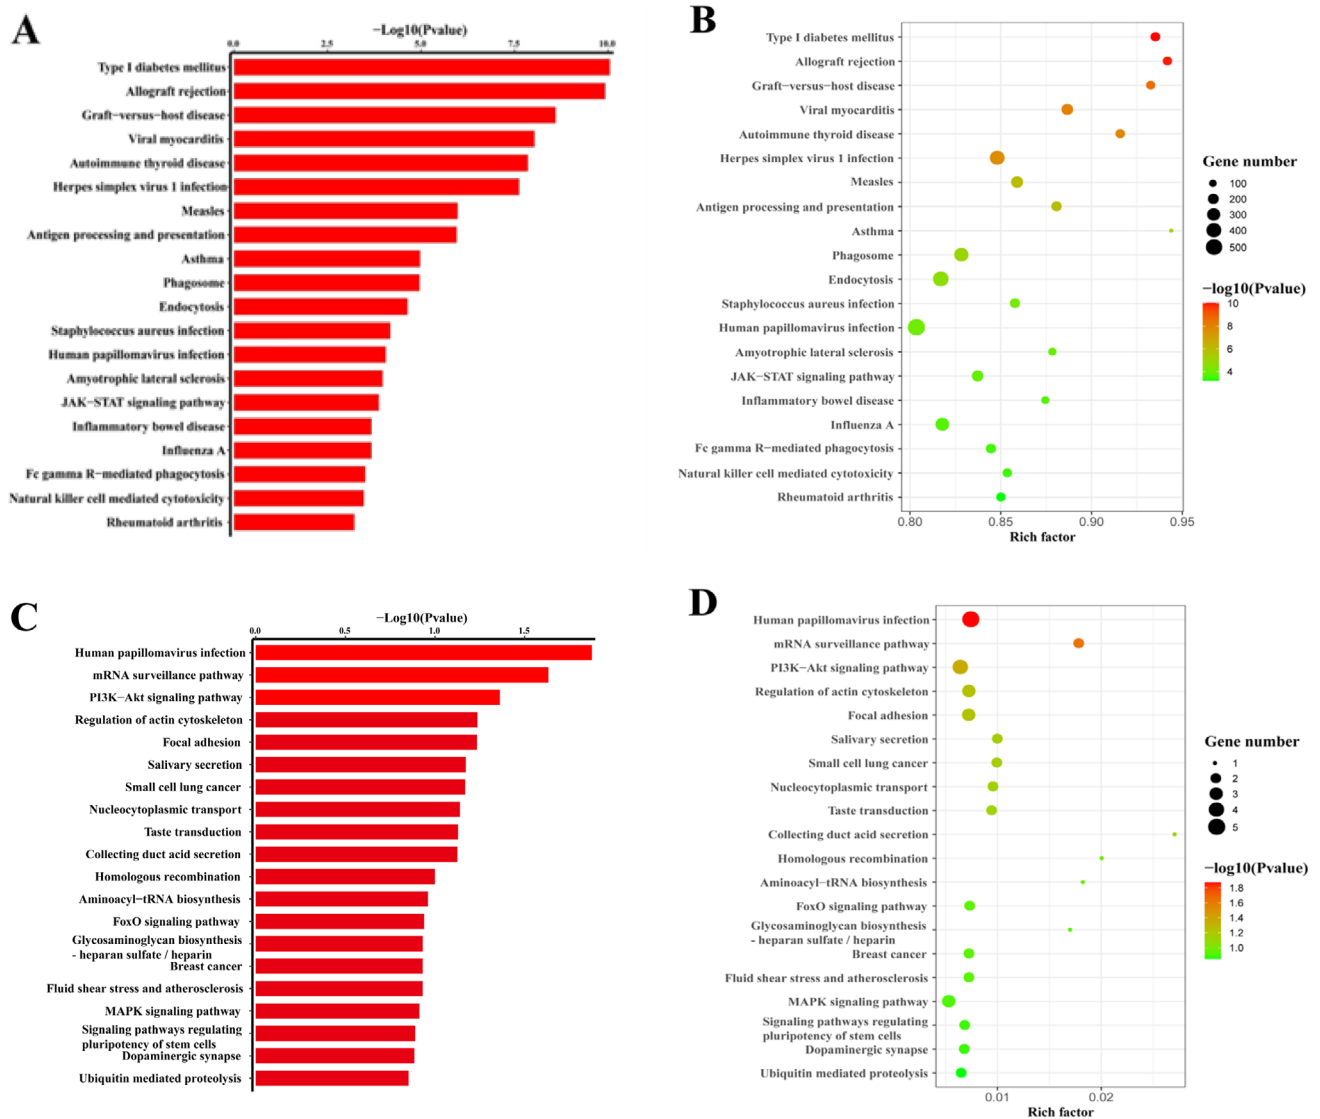 A
−Log10(Pvalue)
0.0 2.5 5.0 7.5 10.0
Type I diabetes mellitus
Allograft rejection
Graft−versus−host disease
Viral myocarditis
Autoimmune thyroid disease
Herpes simplex virus 1 infection
Measles
Antigen processing and presentation
Asthma
Phagosome
Endocytosis
Staphylococcus aureus infection
Human papillomavirus infection
Amyotrophic lateral sclerosis
JAK−STAT signaling pathway
Inflammatory bowel disease
Influenza A
Fc gamma R−mediated phagocytosis
Natural killer cell mediated cytotoxicity
Rheumatoid arthritis
B
Type I diabetes mellitus
Allograft rejection
Graft−versus−host disease
Viral myocarditis
Autoimmune thyroid disease
Herpes simplex virus 1 infection
Measles
Antigen processing and presentation
Asthma
Phagosome
Endocytosis
Staphylococcus aureus infection
Human papillomavirus infection
Amyotrophic lateral sclerosis
JAK−STAT signaling pathway
Inflammatory bowel disease
Influenza A
Fc gamma R−mediated phagocytosis
Natural killer cell mediated cytotoxicity
Rheumatoid arthritis
0.80 0.85 0.90 0.95
Rich factor
Gene number
100
200
300
400
500
−log10(Pvalue)
10
8
6
4
C
−Log10(Pvalue)
0.0 0.5 1.0 1.5
Human papillomavirus infection
mRNA surveillance pathway
PI3K−Akt signaling pathway
Regulation of actin cytoskeleton
Focal adhesion
Salivary secretion
Small cell lung cancer
Nucleocytoplasmic transport
Taste transduction
Collecting duct acid secretion
Homologous recombination
Aminoacyl−tRNA biosynthesis
FoxO signaling pathway
Glycosaminoglycan biosynthesis
- heparan sulfate / heparin
Breast cancer
Fluid shear stress and atherosclerosis
MAPK signaling pathway
Signaling pathways regulating
pluripotency of stem cells
Dopaminergic synapse
Ubiquitin mediated proteolysis
D
Human papillomavirus infection
mRNA surveillance pathway
PI3K−Akt signaling pathway
Regulation of actin cytoskeleton
Focal adhesion
Salivary secretion
Small cell lung cancer
Nucleocytoplasmic transport
Taste transduction
Collecting duct acid secretion
Homologous recombination
Aminoacyl−tRNA biosynthesis
FoxO signaling pathway
Glycosaminoglycan biosynthesis
- heparan sulfate / heparin
Breast cancer
Fluid shear stress and atherosclerosis
MAPK signaling pathway
Signaling pathways regulating
pluripotency of stem cells
Dopaminergic synapse
Ubiquitin mediated proteolysis
0.01 0.02
Rich factor
Gene number
1
2
3
4
5
−log10(Pvalue)
1.8
1.6
1.4
1.2
1.0